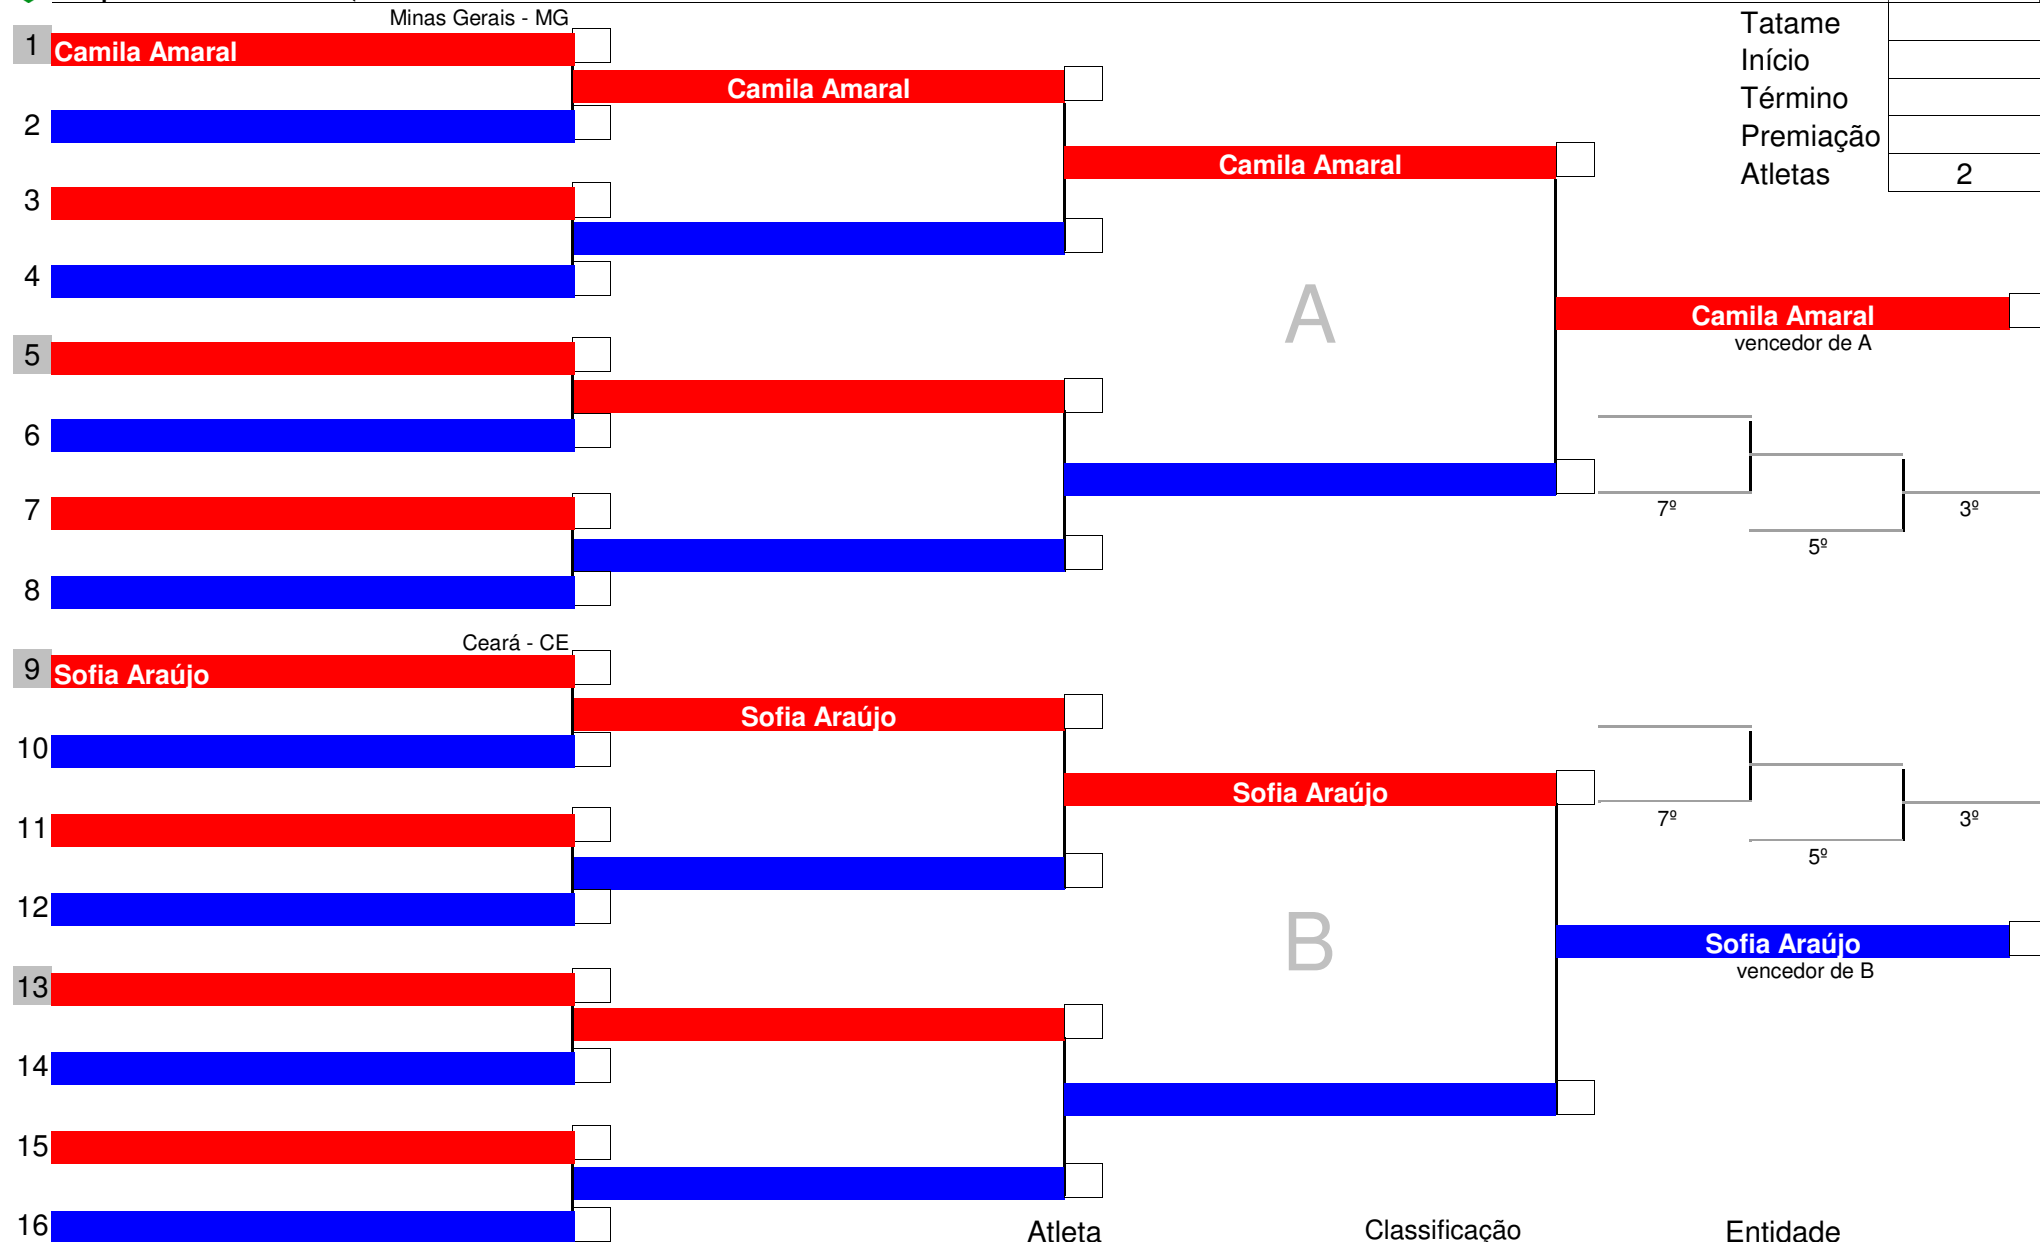 Minas Gerais - MG
Tatame
1 Camila Amaral
Início
Camila Amaral
Término
2
Premiação
Camila Amaral
Atletas 2
3
4
A
Camila Amaral
vencedor de A
5
6
7
7º 3º
5º
8
Ceará - CE
9 Sofia Araújo
Sofia Araújo
10
Sofia Araújo
11
7º 3º
5º
12
B
Sofia Araújo
vencedor de B
13
14
15
16
Atleta Classificação Entidade